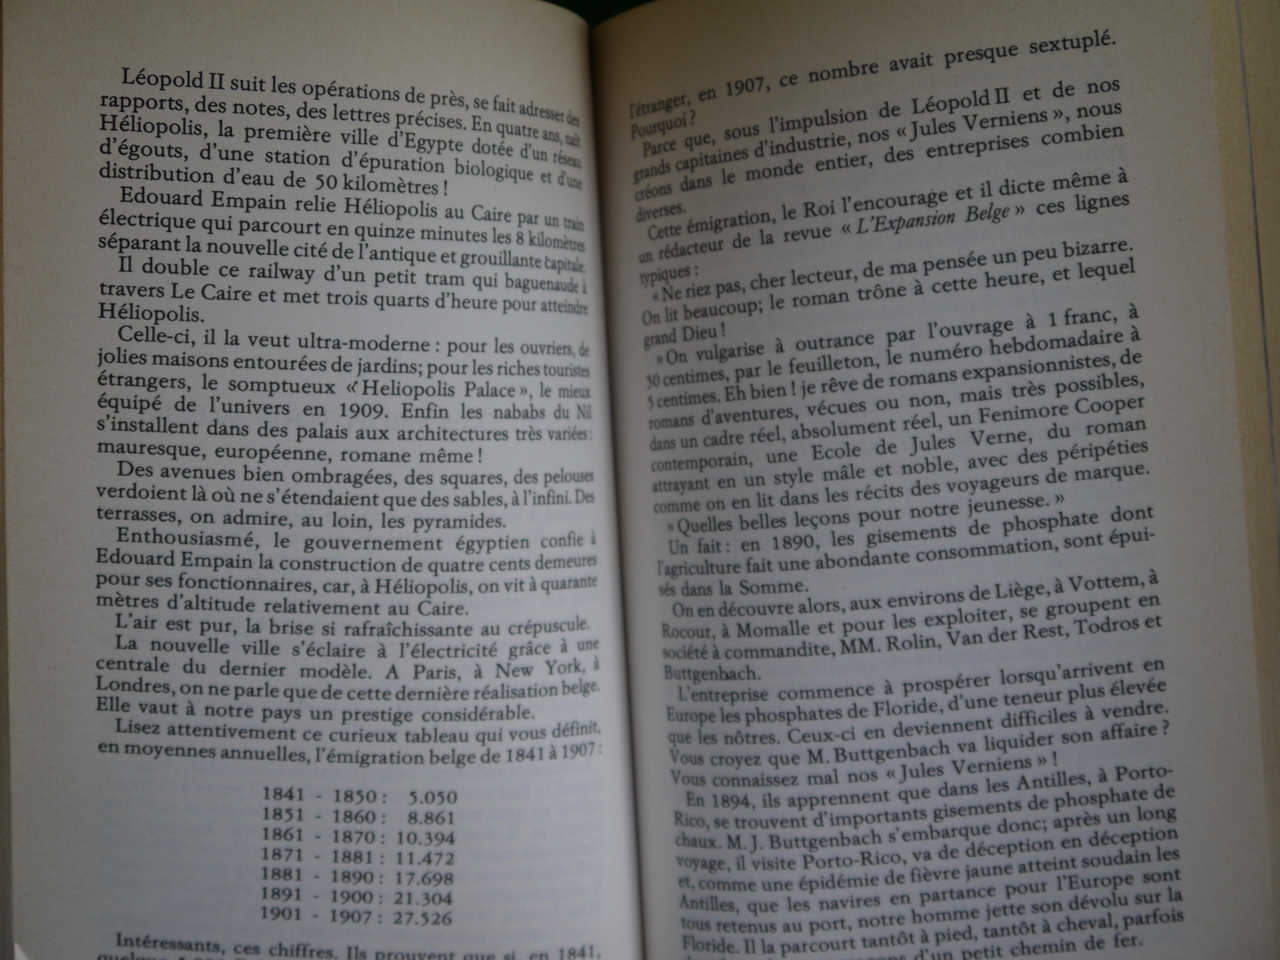 Léopold II suit les opérations de près, se fait adresser des
rapports, des notes, des lettres précises. En quatre ans, naît
Héliopolis, la première ville d'Egypte dotée d'un réseau
d'égouts, d'une station d'épuration biologique et d'une
distribution d'eau de 50 kilomètres !
Edouard Empain relie Héliopolis au Caire par un train
électrique qui parcourt en quinze minutes les 8 kilomètres
séparant la nouvelle cité de l'antique et grouillante capitale.
Il double ce railway d'un petit tram qui baguenaude à
travers Le Caire et met trois quarts d'heure pour atteindre
Héliopolis.
Celle-ci, il la veut ultra-moderne : pour les ouvriers, de
jolies maisons entourées de jardins; pour les riches touristes
étrangers, le somptueux « Heliopolis Palace », le mieux
équipé de l'univers en 1909. Enfin les nababs du Nil
s'installent dans des palais aux architectures très variées :
mauresque, européenne, romane même !
Des avenues bien ombragées, des squares, des pelouses
verdoient là où ne s'étendaient que des sables, à l'infini. Des
terrasses, on admire, au loin, les pyramides.
Enthousiasmé, le gouvernement égyptien confie à
Edouard Empain la construction de quatre cents demeures
pour ses fonctionnaires, car, à Héliopolis, on vit à quarante
mètres d'altitude relativement au Caire.
L'air est pur, la brise si rafraîchissante au crépuscule.
La nouvelle ville s'éclaire à l'électricité grâce à une
centrale du dernier modèle. A Paris, à New York, à
Londres, on ne parle que de cette dernière réalisation belge.
Elle vaut à notre pays un prestige considérable.
Lisez attentivement ce curieux tableau qui vous définit,
en moyennes annuelles, l'émigration belge de 1841 à 1907 :
1841 - 1850 : 5.050
1851 - 1860 : 8.861
1861 - 1870 : 10.394
1871 - 1881 : 11.472
1881 - 1890 : 17.698
1891 - 1900 : 21.304
1901 - 1907 : 27.526
Intéressants, ces chiffres. Ils prouvent que si, en 1841,
l'étranger, en 1907, ce nombre avait presque sextuplé.
Pourquoi ?
Parce que, sous l'impulsion de Léopold II et de nos
grands capitaines d'industrie, nos « Jules Verniens », nous
créons dans le monde entier, des entreprises combien
diverses.
Cette émigration, le Roi l'encourage et il dicte même à
un rédacteur de la revue « L'Expansion Belge » ces lignes
typiques :
« Ne riez pas, cher lecteur, de ma pensée un peu bizarre.
On lit beaucoup; le roman trône à cette heure, et lequel
grand Dieu !
» On vulgarise à outrance par l'ouvrage à 1 franc, à
50 centimes, par le feuilleton, le numéro hebdomadaire à
5 centimes. Eh bien ! je rêve de romans expansionnistes, de
romans d'aventures, vécues ou non, mais très possibles,
dans un cadre réel, absolument réel, un Fenimore Cooper
contemporain, une Ecole de Jules Verne, du roman
attrayant en un style mâle et noble, avec des péripéties
comme on en lit dans les récits des voyageurs de marque.
» Quelles belles leçons pour notre jeunesse. »
Un fait : en 1890, les gisements de phosphate dont
l'agriculture fait une abondante consommation, sont épui-
sés dans la Somme.
On en découvre alors, aux environs de Liège, à Vottem, à
Rocour, à Momalle et pour les exploiter, se groupent en
société à commandite, MM. Rolin, Van der Rest, Todros et
Buttgenbach.
L'entreprise commence à prospérer lorsqu'arrivent en
Europe les phosphates de Floride, d'une teneur plus élevée
que les nôtres. Ceux-ci en deviennent difficiles à vendre.
Vous croyez que M. Buttgenbach va liquider son affaire ?
Vous connaissez mal nos « Jules Verniens » !
En 1894, ils apprennent que dans les Antilles, à Porto-
Rico, se trouvent d'importants gisements de phosphate de
chaux. M. J. Buttgenbach s'embarque donc; après un long
voyage, il visite Porto-Rico, va de déception en déception
et, comme une épidémie de fièvre jaune atteint soudain les
Antilles, que les navires en partance pour l'Europe sont
tous retenus au port, notre homme jette son dévolu sur la
Floride. Il la parcourt tantôt à pied, tantôt à cheval, parfois
d'un petit chemin de fer.